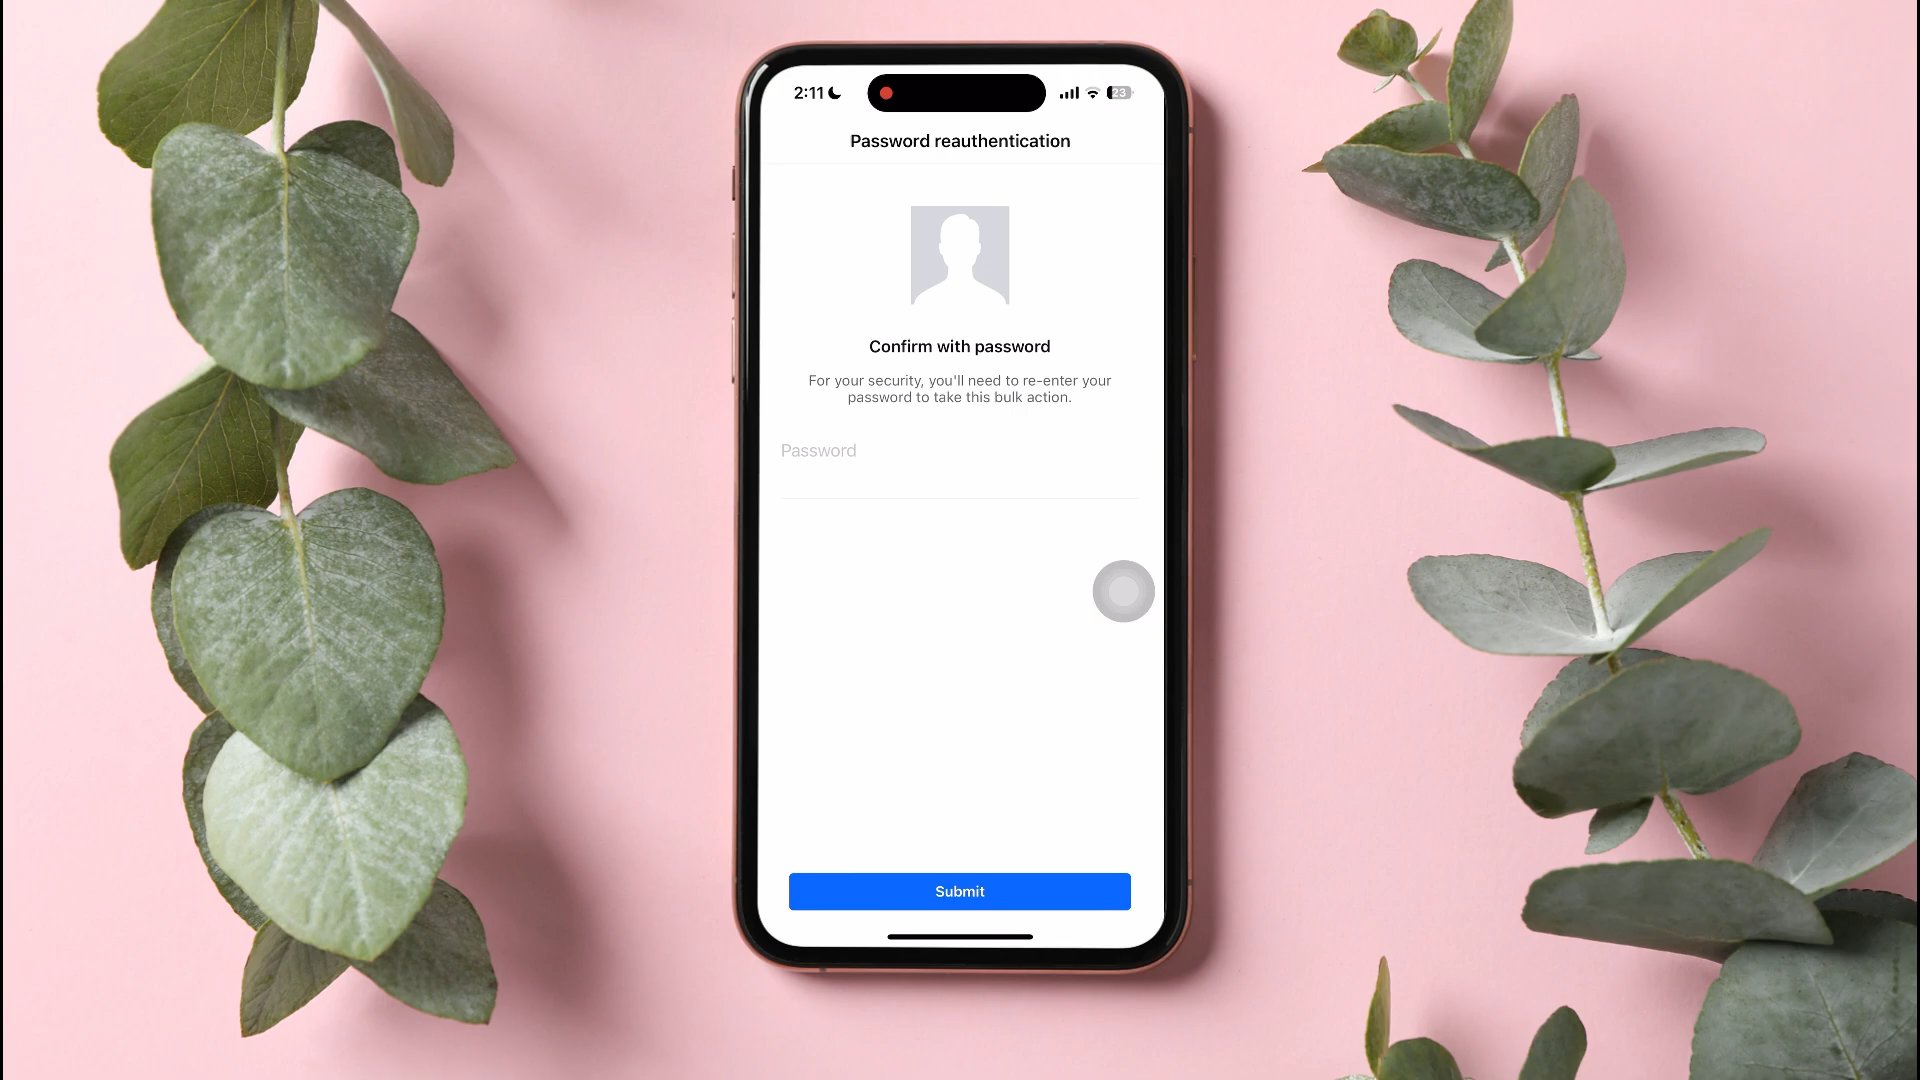 2:11
23
Password reauthentication
Confirm with password
For your security, you'll need to re-enter your
password to take this bulk action.
Password
Submit